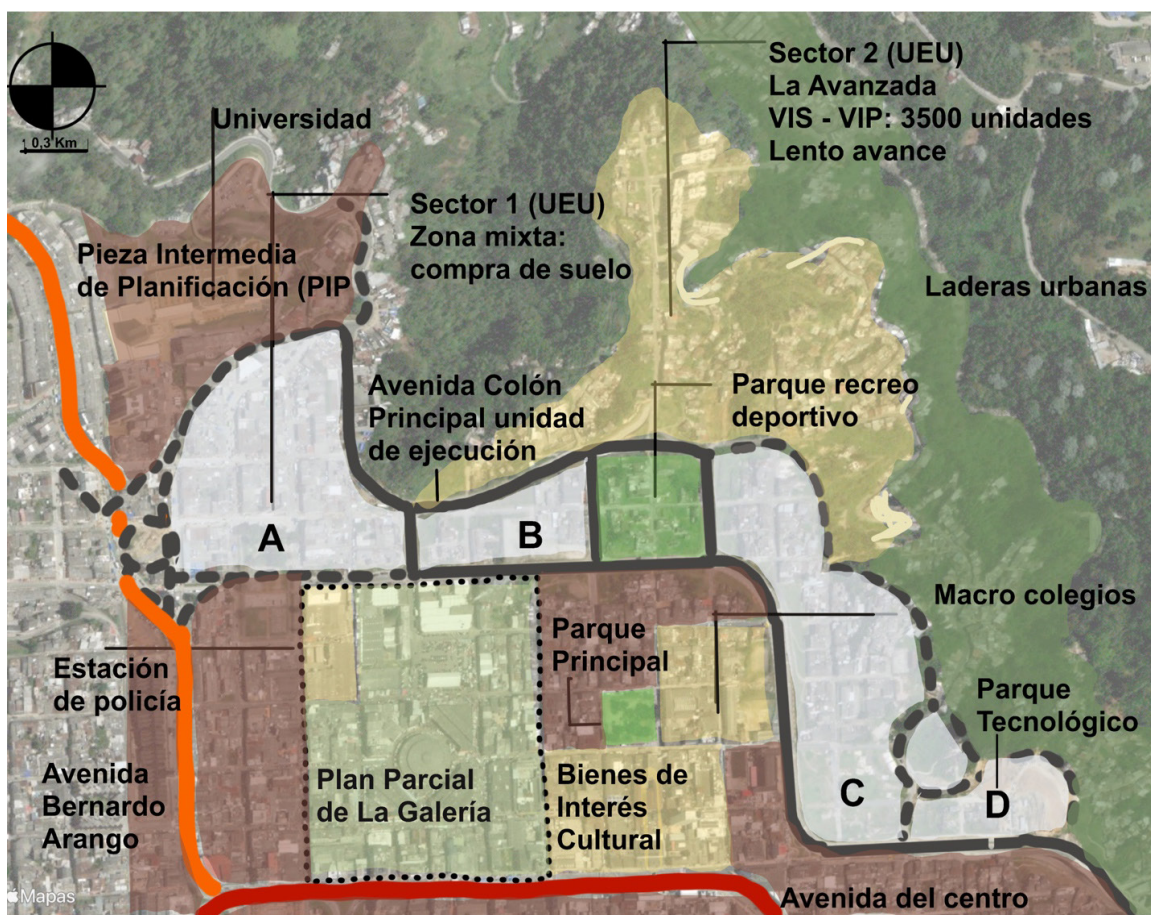 Sector 2 (UEU)
La Avanzada
VIS - VIP: 3500 unidades
Lento avance
Universidad
0,3 Km
Sector 1 (UEU)
Zona mixta:
compra de suelo
Pieza Intermedia
de Planificación (PIP
Laderas urbanas
Avenida Colón
Principal unidad
de ejecución
Parque recreo
deportivo
A
B
Macro colegios
Parque
Principal
Estación
de policía
Parque
Tecnológico
Avenida
Bernardo
Arango
Plan Parcial
de La Galería
Bienes de
Interés
Cultural
C
D
Avenida del centro
Mapas